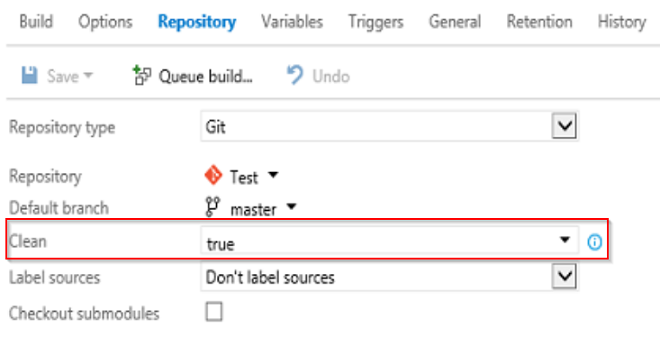 Build Options Repository Variables Triggers General Retention History
Save Queue build... Undo
Repository type Git
Repository Test
Default branch master
Clean true
Label sources Don't label sources
Checkout submodules